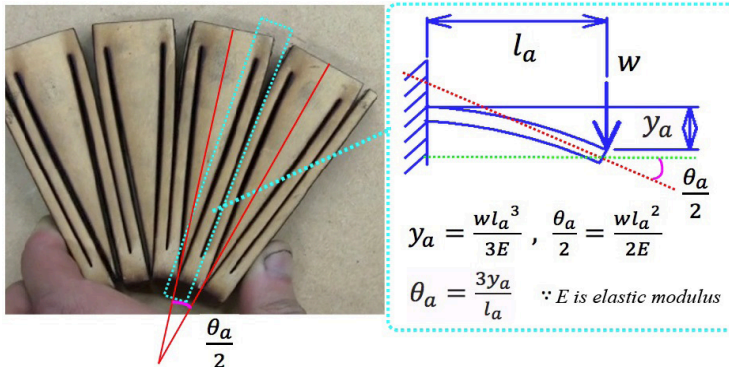 lₐ
w
yₐ
θₐ/2
yₐ = wlₐ³/3E , θₐ/2 = wlₐ²/2E
θₐ = 3yₐ/lₐ ∵ E is elastic modulus
θₐ/2